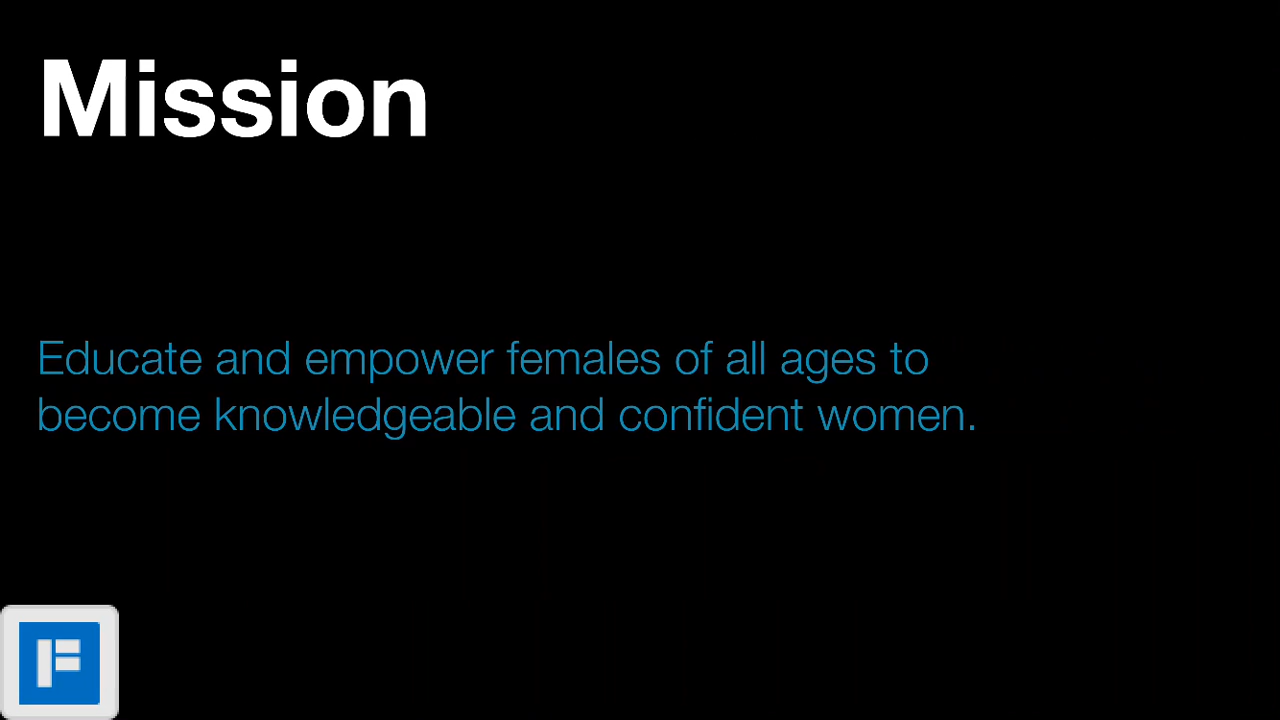 Mission
Educate and empower females of all ages to
become knowledgeable and confident women.
F